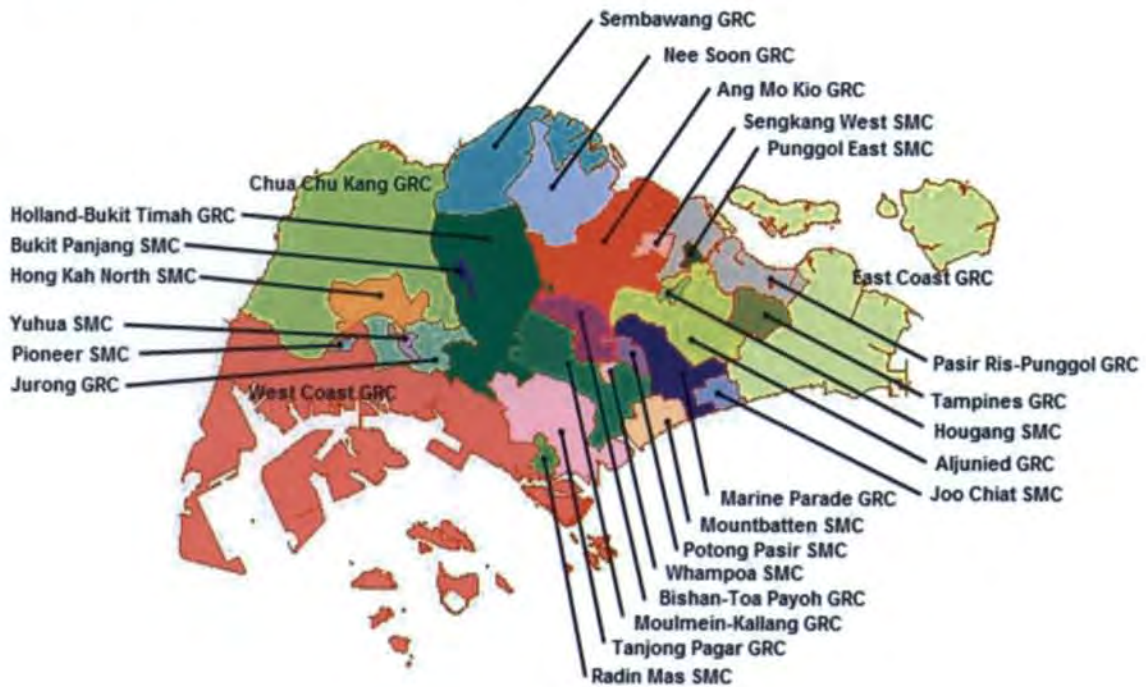 Sembawang GRC
Nee Soon GRC
Ang Mo Kio GRC
Sengkang West SMC
Punggol East SMC
Chua Chu Kang GRC
Holland-Bukit Timah GRC
Bukit Panjang SMC
Hong Kah North SMC
Yuhua SMC
Pioneer SMC
Jurong GRC
West Coast GRC
East Coast GRC
Pasir Ris-Punggol GRC
Tampines GRC
Hougang SMC
Aljunied GRC
Joo Chiat SMC
Marine Parade GRC
Mountbatten SMC
Potong Pasir SMC
Whampoa SMC
Bishan-Toa Payoh GRC
Moulmein-Kallang GRC
Tanjong Pagar GRC
Radin Mas SMC